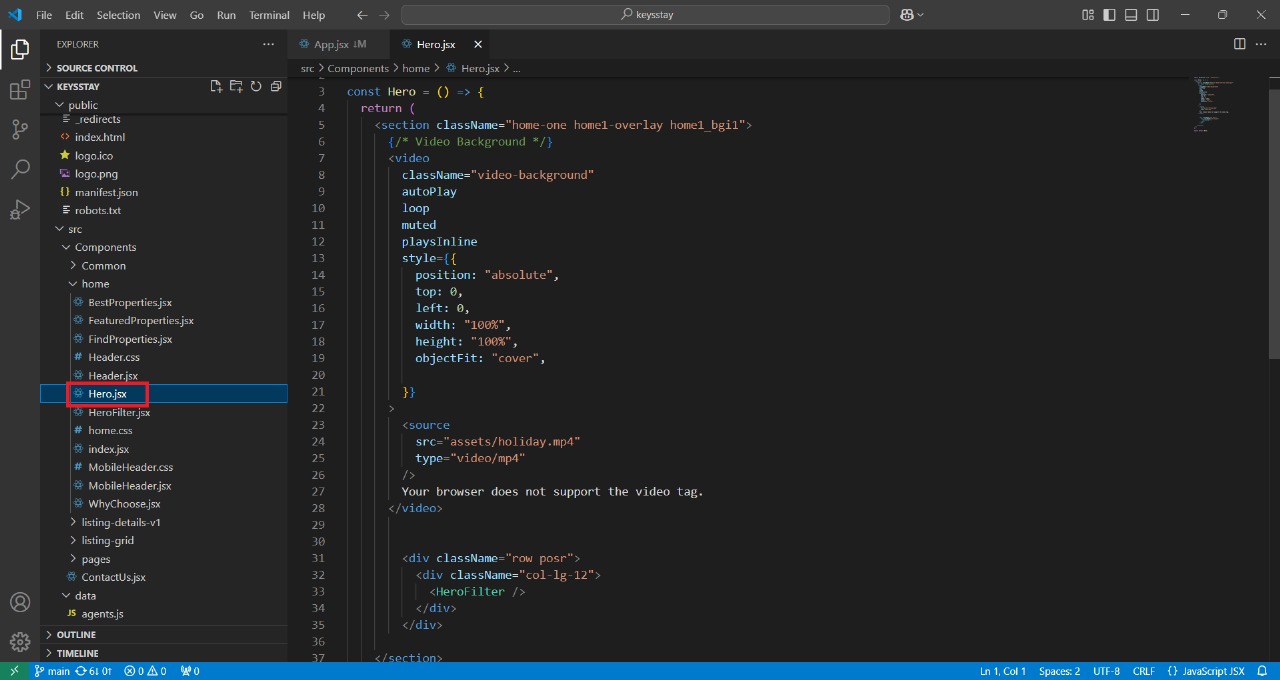 File Edit Selection View Go Run Terminal Help
keysstay
EXPLORER
SOURCE CONTROL
KEYSSTAY
public
_redirects
index.html
logo.ico
logo.png
{} manifest.json
robots.txt
src
Components
Common
home
BestProperties.jsx
FeaturedProperties.jsx
FindProperties.jsx
# Header.css
Header.jsx
Hero.jsx
HeroFilter.jsx
# home.css
index.jsx
# MobileHeader.css
MobileHeader.jsx
WhyChoose.jsx
listing-details-v1
listing-grid
pages
ContactUs.jsx
data
JS agents.js
OUTLINE
TIMELINE
App.jsx ↓M Hero.jsx
src > Components > home > Hero.jsx > ...
3 const Hero = () => {
4 return (
5 <section className="home-one home1-overlay home1_bgi1">
6 {/* Video Background */}
7 <video
8 className="video-background"
9 autoPlay
10 loop
11 muted
12 playsInline
13 style={{
14 position: "absolute",
15 top: 0,
16 left: 0,
17 width: "100%",
18 height: "100%",
19 objectFit: "cover",
20
21 }}
22 >
23 <source
24 src="assets/holiday.mp4"
25 type="video/mp4"
26 />
27 Your browser does not support the video tag.
28 </video>
29
30
31 <div className="row posr">
32 <div className="col-lg-12">
33 <HeroFilter />
34 </div>
35 </div>
36
37 </section>
main 6↓ 0↑ 0 0 0 Ln 1, Col 1 Spaces: 2 UTF-8 CRLF {} JavaScript JSX